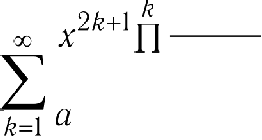 ∞ x^{2k+1} ∏^{k} ———
∑
k=1 a